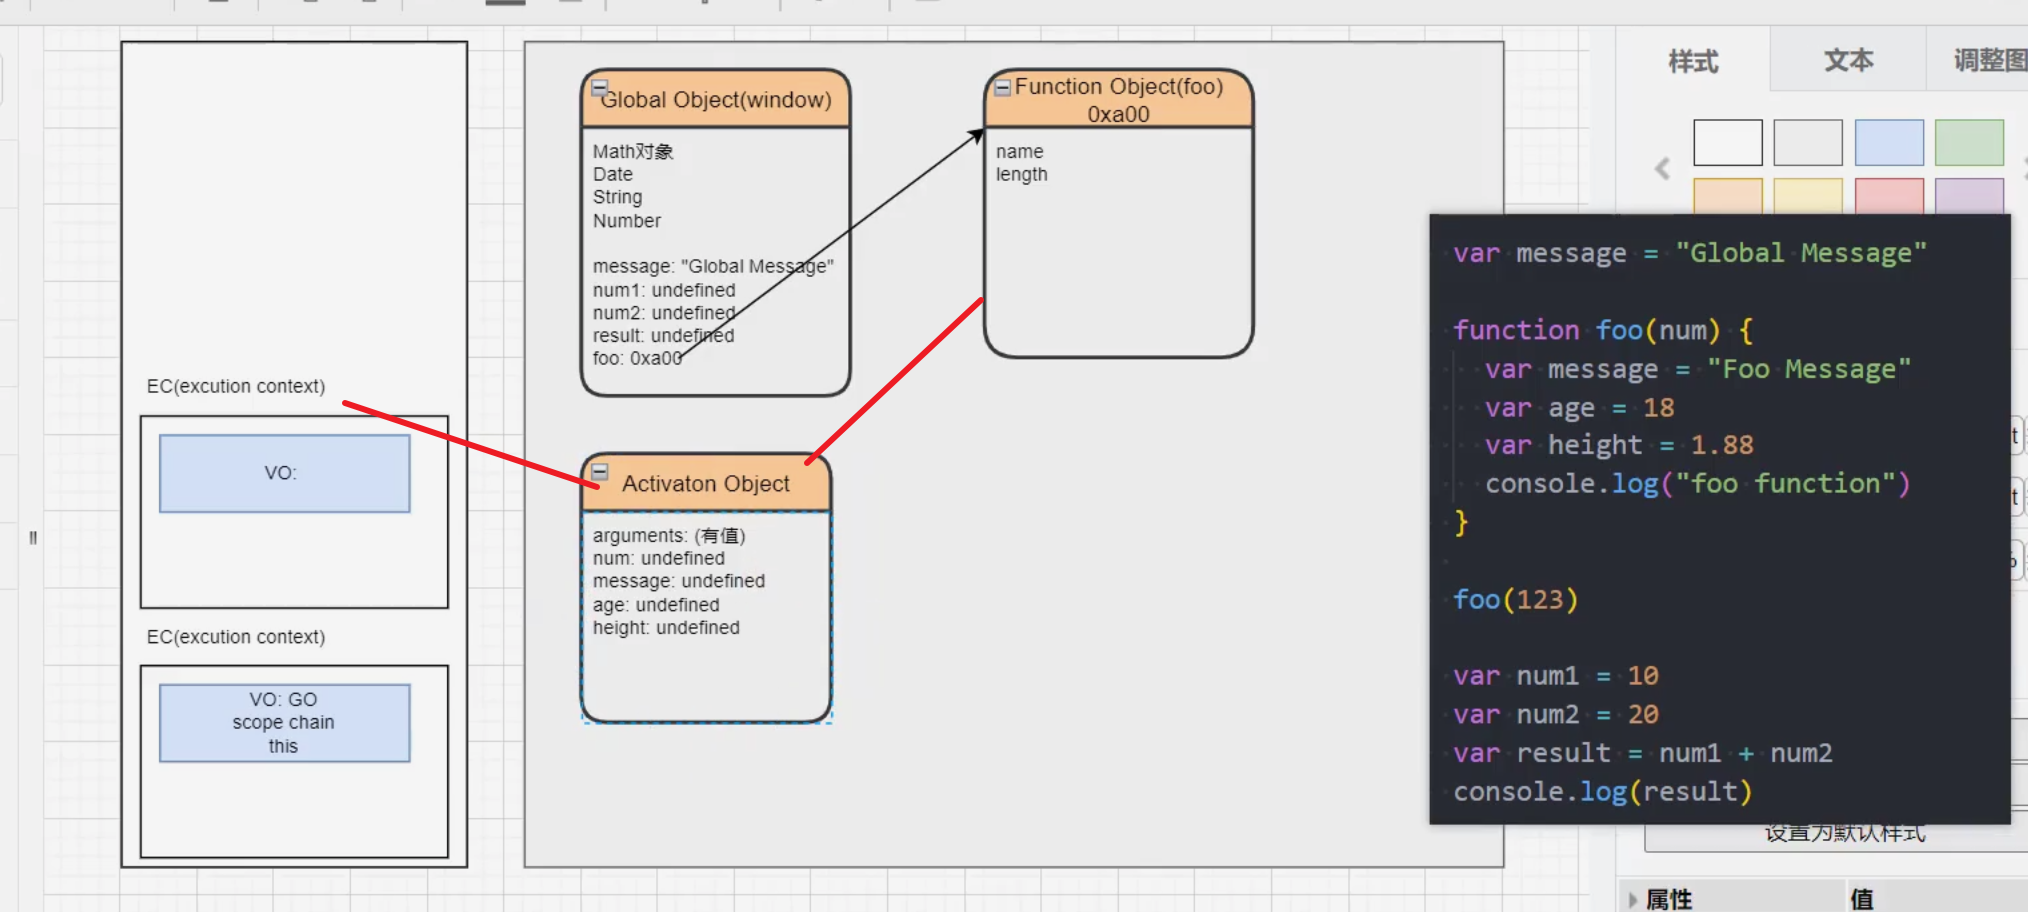 样式
文本
调整图
Global Object(window)
Math对象
Date
String
Number
message: "Global Message"
num1: undefined
num2: undefined
result: undefined
foo: 0xa00
Function Object(foo)
0xa00
name
length
EC(excution context)
VO:
EC(excution context)
VO: GO
scope chain
this
Activaton Object
arguments: (有值)
num: undefined
message: undefined
age: undefined
height: undefined
var message = "Global Message"
function foo(num) {
var message = "Foo Message"
var age = 18
var height = 1.88
console.log("foo function")
}
foo(123)
var num1 = 10
var num2 = 20
var result = num1 + num2
console.log(result)
设置为默认样式
属性
值